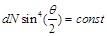 dN sin⁴(θ/2) = const